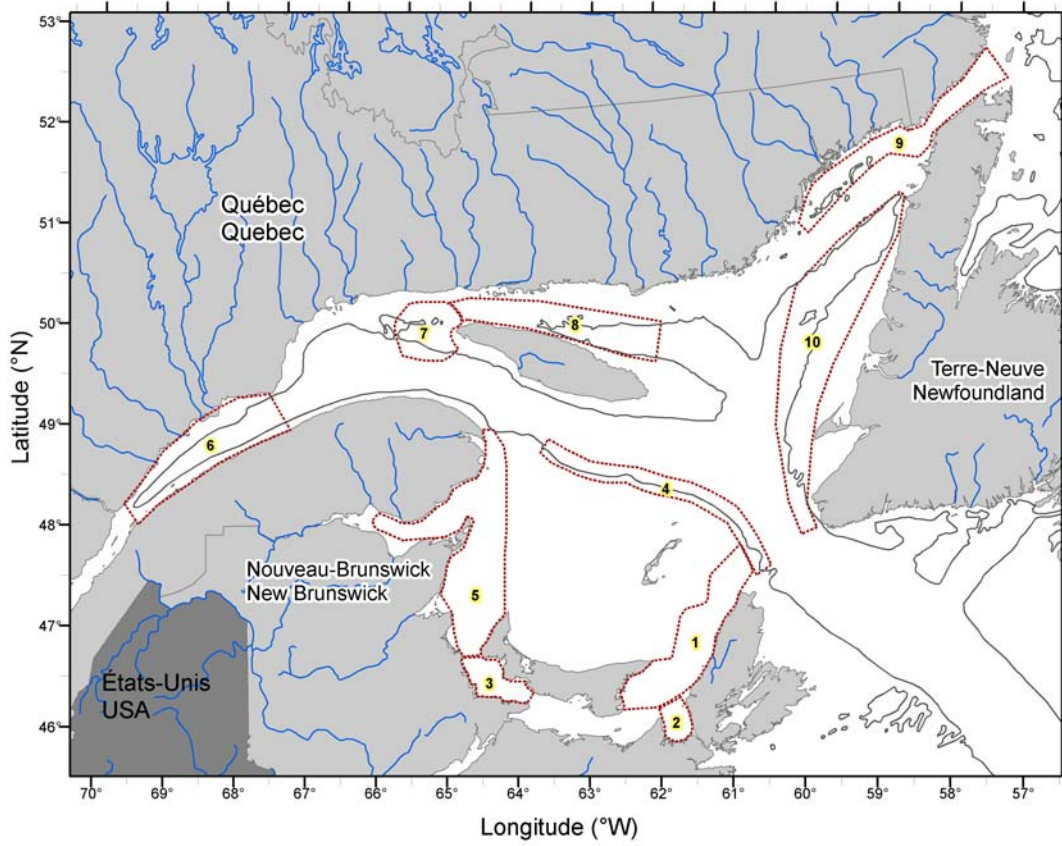 53°
52°
51°
50°
49°
48°
47°
46°
Latitude (°N)
Québec
Quebec
9
10
8
7
Terre-Neuve
Newfoundland
6
4
Nouveau-Brunswick
New Brunswick
5
1
3
2
États-Unis
USA
70° 69° 68° 67° 66° 65° 64° 63° 62° 61° 60° 59° 58° 57°
Longitude (°W)